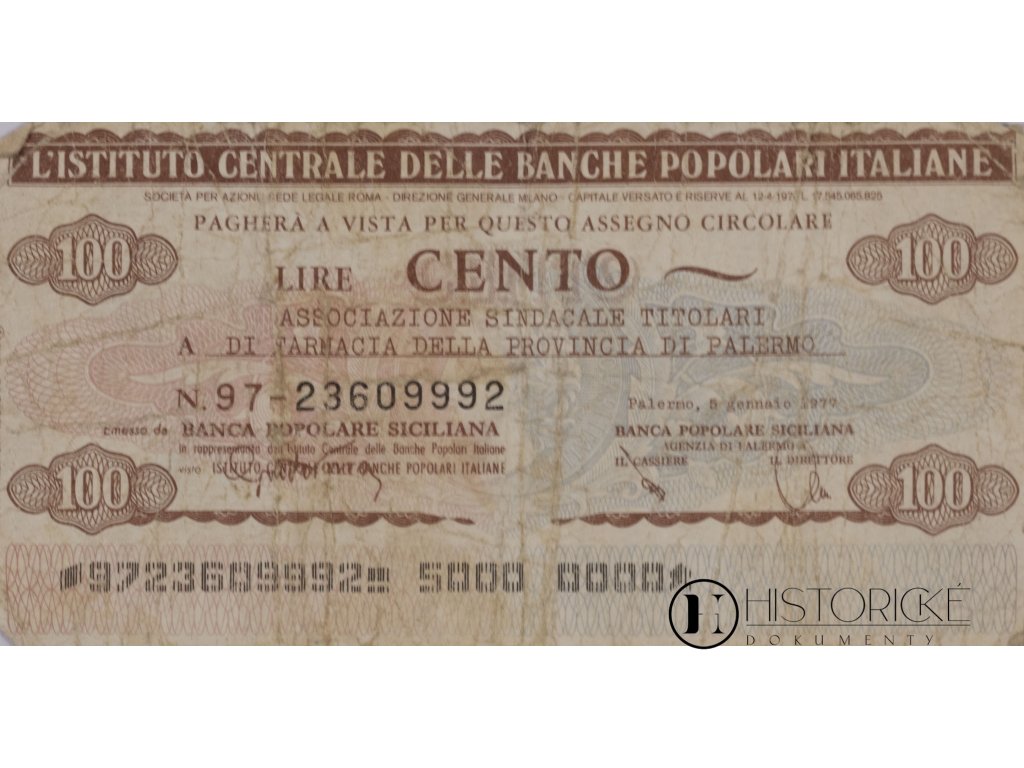 L'ISTITUTO CENTRALE DELLE BANCHE POPOLARI ITALIANE
SOCIETÀ PER AZIONI, SEDE LEGALE ROMA - DIREZIONE GENERALE MILANO - CAPITALE VERSATO E RISERVE AL 12-4-197 L. 17.545.065.825
PAGHERÀ A VISTA PER QUESTO ASSEGNO CIRCOLARE
100 LIRE CENTO 100
ASSOCIAZIONE SINDACALE TITOLARI
A DI FARMACIA DELLA PROVINCIA DI PALERMO
N. 97-23609992 Palermo, 5 gennaio 1977
emesso da BANCA POPOLARE SICILIANA BANCA POPOLARE SICILIANA
in rappresentanza dell'Istituto Centrale delle Banche Popolari Italiane AGENZIA DI PALERMO A
visto ISTITUTO CENTRALE DELLE BANCHE POPOLARI ITALIANE IL CASSIERE IL DIRETTORE
100 100
9723609992 5000 0000
H HISTORICKÉ
DOKUMENTY